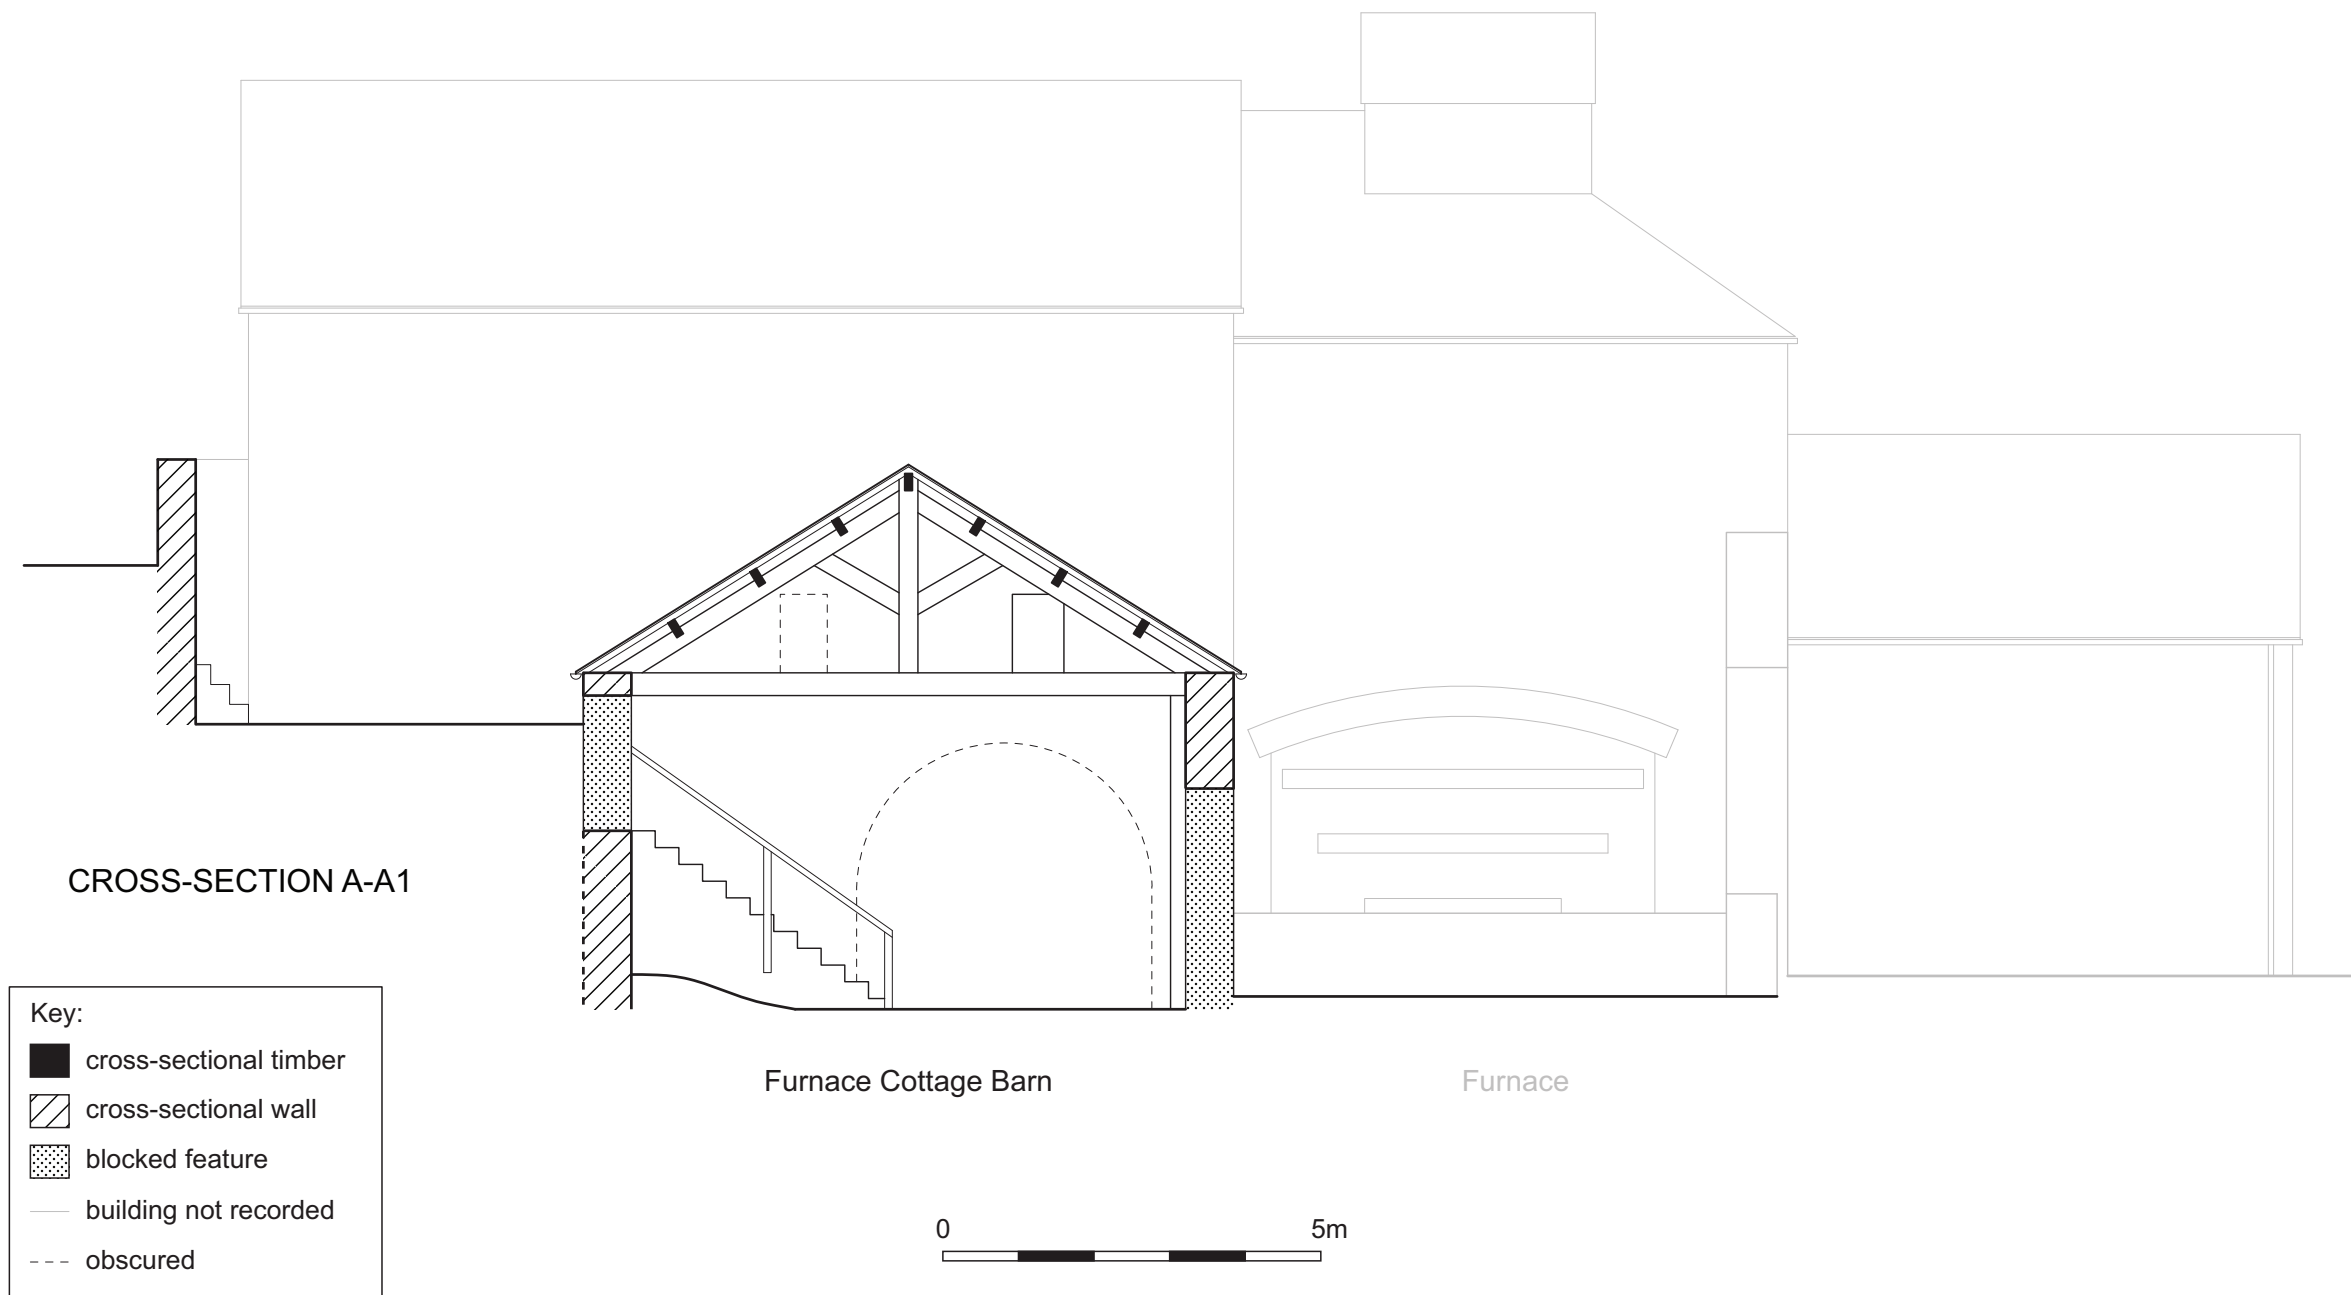 CROSS-SECTION A-A1
Key:
cross-sectional timber
cross-sectional wall
blocked feature
building not recorded
obscured
Furnace Cottage Barn
Furnace
0 5m